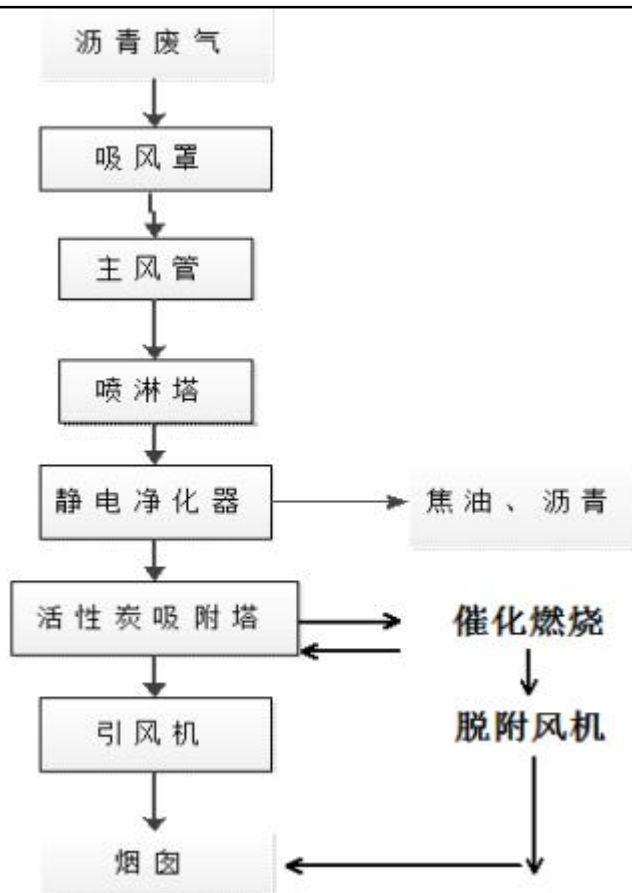 沥青废气
吸风罩
主风管
喷淋塔
静电净化器
焦油、沥青
活性炭吸附塔
催化燃烧
引风机
脱附风机
烟囱